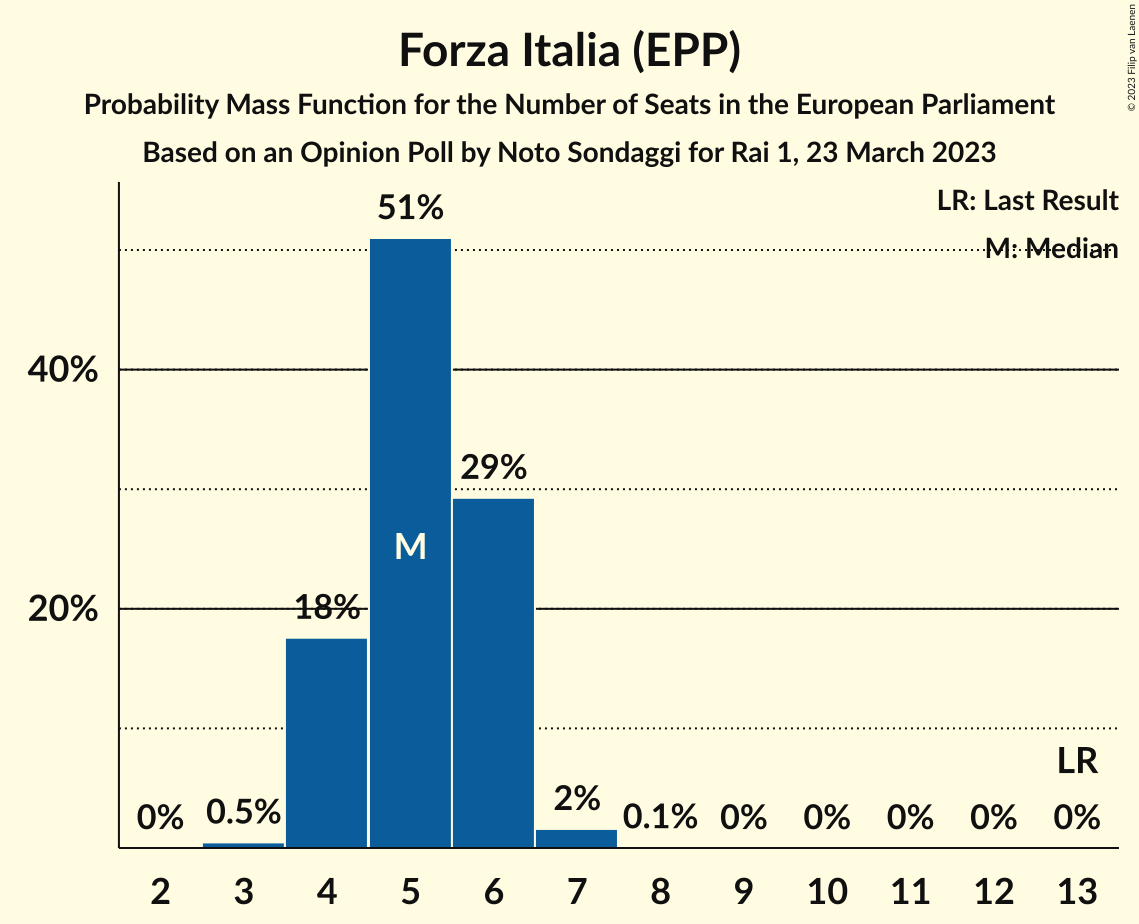 © 2023 Filip van Laenen
Forza Italia (EPP)
Probability Mass Function for the Number of Seats in the European Parliament
Based on an Opinion Poll by Noto Sondaggi for Rai 1, 23 March 2023
LR: Last Result
M: Median
51%
40%
29%
M
20%
18%
LR
0% 0.5% 2% 0.1% 0% 0% 0% 0% 0%
2 3 4 5 6 7 8 9 10 11 12 13